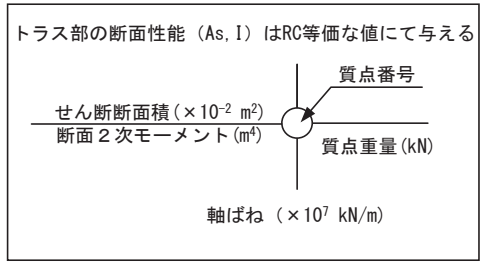 トラス部の断面性能（As,I）はRC等価な値にて与える
質点番号
せん断断面積(×10⁻² m²)
断面２次モーメント(m⁴)
質点重量(kN)
軸ばね（×10⁷ kN/m)